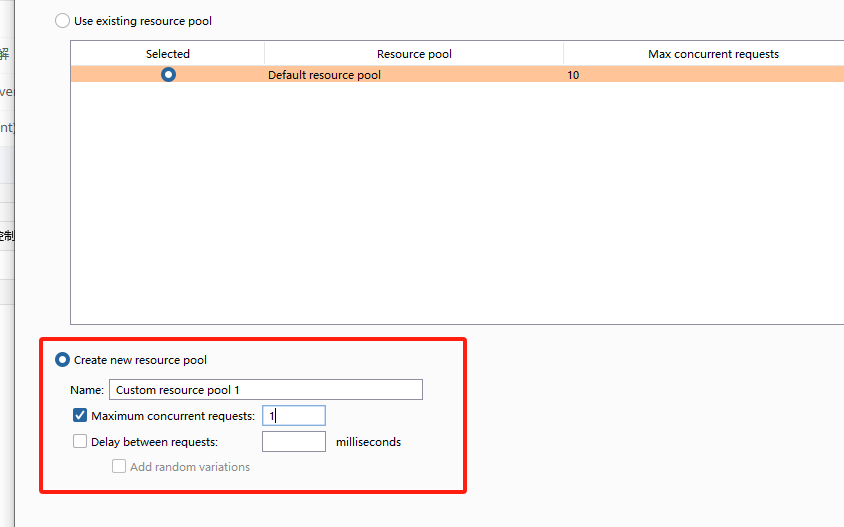 Use existing resource pool
解
Selected Resource pool Max concurrent requests
Default resource pool 10
ver
nt)
控制
Create new resource pool
Name: Custom resource pool 1
Maximum concurrent requests: 1
Delay between requests: milliseconds
Add random variations